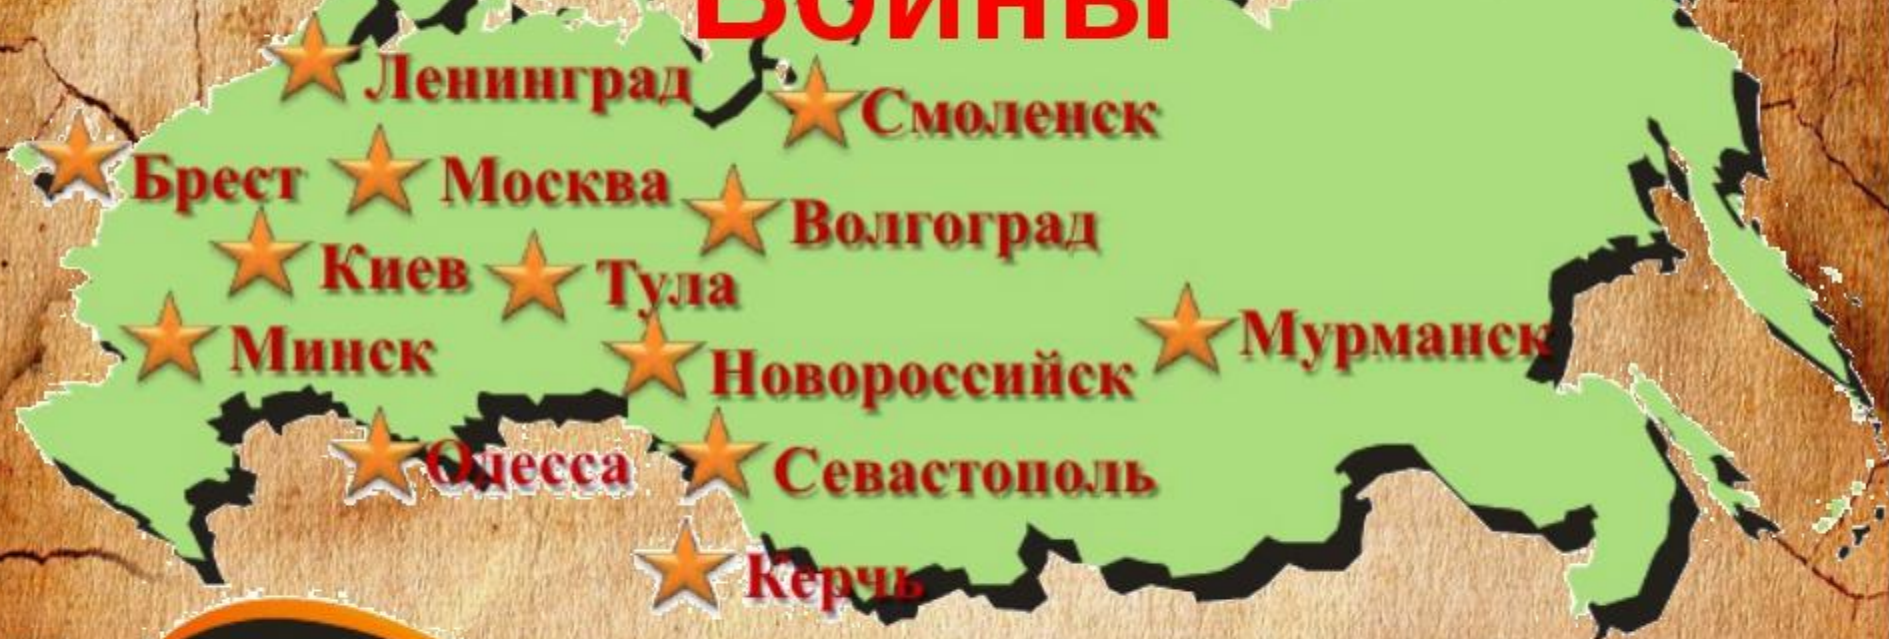 Войны
Ленинград
Смоленск
Брест
Москва
Волгоград
Киев
Тула
Мурманск
Минск
Новороссийск
Одесса
Севастополь
Керчь